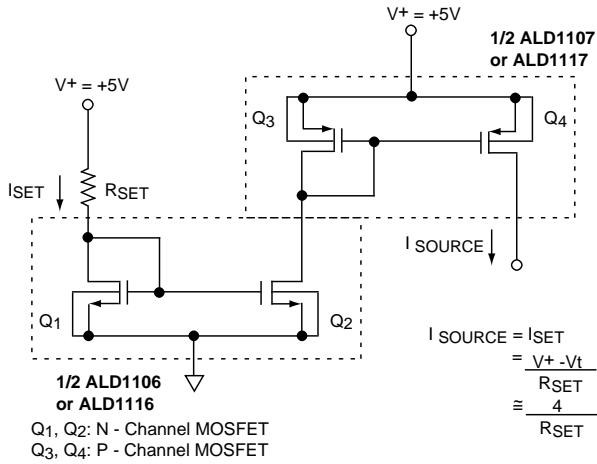 V+ = +5V
1/2 ALD1107
or ALD1117
V+ = +5V
Q3
Q4
ISET
RSET
I SOURCE
Q1
Q2
I SOURCE = ISET
= V+ -Vt
RSET
≅ 4
RSET
1/2 ALD1106
or ALD1116
Q1, Q2: N - Channel MOSFET
Q3, Q4: P - Channel MOSFET